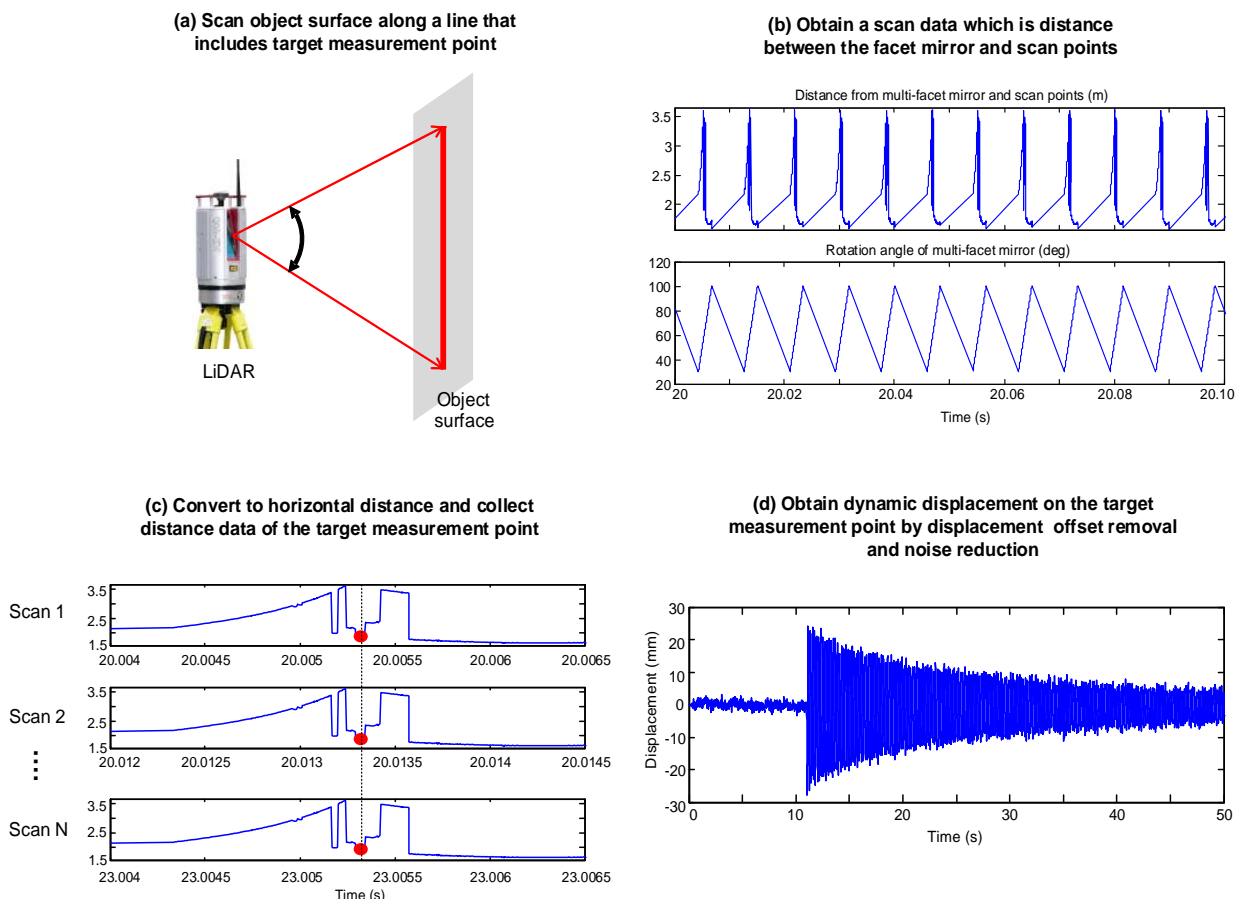 (a) Scan object surface along a line that
includes target measurement point
LiDAR
Object
surface
(b) Obtain a scan data which is distance
between the facet mirror and scan points
Distance from multi-facet mirror and scan points (m)
3.5
3
2.5
2
Rotation angle of multi-facet mirror (deg)
120
100
80
60
40
20
20 20.02 20.04 20.06 20.08 20.10
Time (s)
(c) Convert to horizontal distance and collect
distance data of the target measurement point
Scan 1
3.5
2.5
1.5
20.004 20.0045 20.005 20.0055 20.006 20.0065
Scan 2
3.5
2.5
1.5
20.012 20.0125 20.013 20.0135 20.014 20.0145
Scan N
3.5
2.5
1.5
23.004 23.0045 23.005 23.0055 23.006 23.0065
Time (s)
(d) Obtain dynamic displacement on the target
measurement point by displacement offset removal
and noise reduction
Displacement (mm)
30
20
10
0
-10
-20
-30
0 10 20 30 40 50
Time (s)